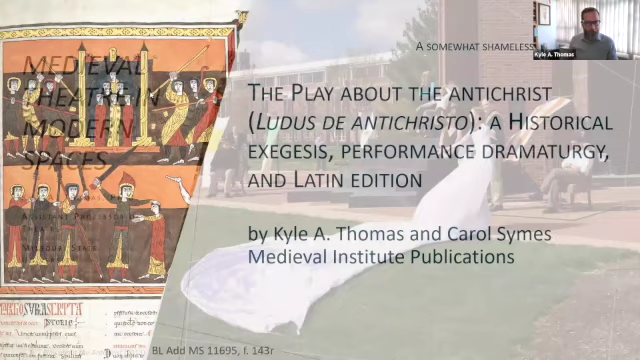 A SOMEWHAT SHAMELESS
Kyle A. Thomas
MEDIEVAL
THEATRE IN
MODERN
SPACES
THE PLAY ABOUT THE ANTICHRIST
(LUDUS DE ANTICHRISTO): A HISTORICAL
EXEGESIS, PERFORMANCE DRAMATURGY,
AND LATIN EDITION
by Kyle A. Thomas and Carol Symes
Medieval Institute Publications
BL Add MS 11695, f. 143r